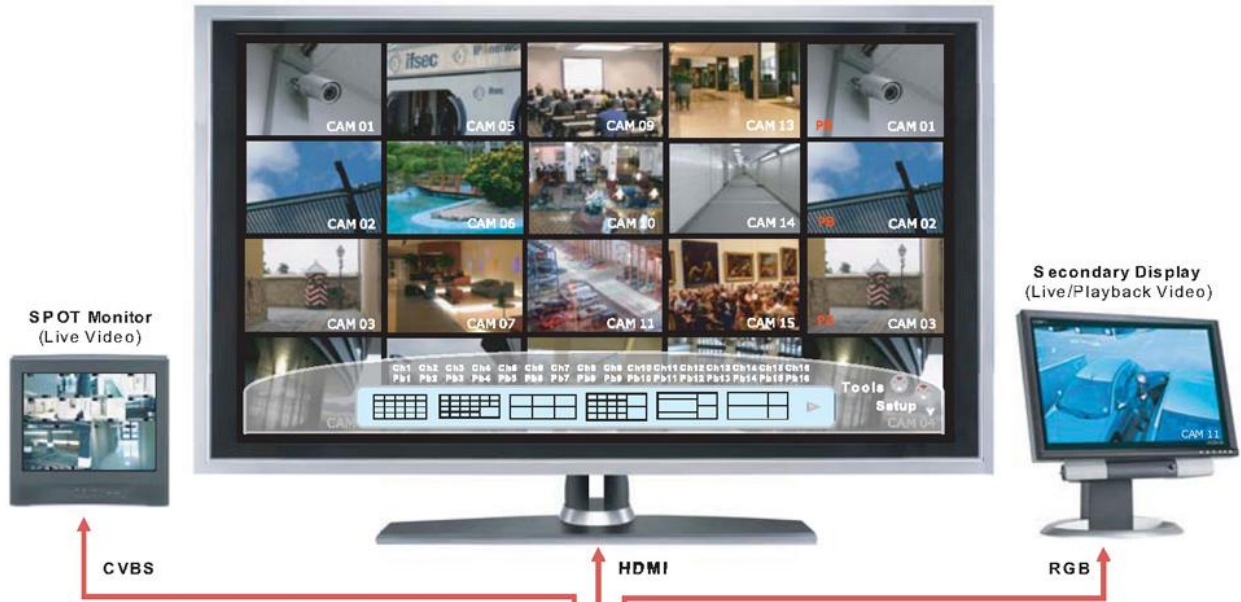 ifsec
CAM 01
CAM 05
CAM 09
CAM 13
PB CAM 01
CAM 02
CAM 06
CAM 10
CAM 14
PB CAM 02
CAM 03
CAM 07
CAM 11
CAM 15
PB CAM 03
Secondary Display
(Live/Playback Video)
SPOT Monitor
(Live Video)
Ch1 Ch2 Ch3 Ch4 Ch5 Ch6 Ch7 Ch8 Ch9 Ch10 Ch11 Ch12 Ch13 Ch14 Ch15 Ch16
Pb1 Pb2 Pb3 Pb4 Pb5 Pb6 Pb7 Pb8 Pb9 Pb10 Pb11 Pb12 Pb13 Pb14 Pb15 Pb16
Tools
Setup
CAM
CAM 04
CAM 11
CVBS
HDMI
RGB